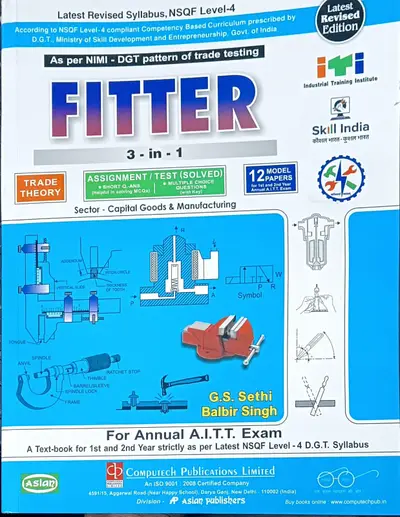 Latest Revised Syllabus, NSQF Level-4
According to NSQF Level-4 compliant Competency Based Curriculum prescribed by
D.G.T., Ministry of Skill Development and Entrepreneurship, Govt. of India
Latest
Revised
Edition
As per NIMI - DGT pattern of trade testing
FITTER
3 - in - 1
iTi
Industrial Training Institute
Skill India
कौशल भारत - कुशल भारत
TRADE
THEORY
ASSIGNMENT / TEST (SOLVED)
SHORT Q. ANS.
(Helpful in solving MCQs)
MULTIPLE CHOICE
QUESTIONS
(with Key)
12 MODEL
PAPERS
for 1st and 2nd Year
Annual A.I.T.T. Exam
Sector - Capital Goods & Manufacturing
THICKNESS
OF TOOTH
H
P
A
W
P
R
Symbol
TONGUE
SPINDLE
ANVIL
THIMBLE
RATCHET STOP
SPINDLE LOCK
FRAME
G.S. Sethi
Balbir Singh
For Annual A.I.T.T. Exam
A Text-book for 1st and 2nd Year strictly as per Latest NSQF Level - 4 D.G.T. Syllabus
Asian
CP
Computech Publications Limited
An ISO 9001 : 2008 Certified Company
4591/15, Aggarwal Road (Near Happy School), Darya Ganj, New Delhi - 110002 (India)
Division - AP Asian Publishers
Buy books online : www.computechpub.in